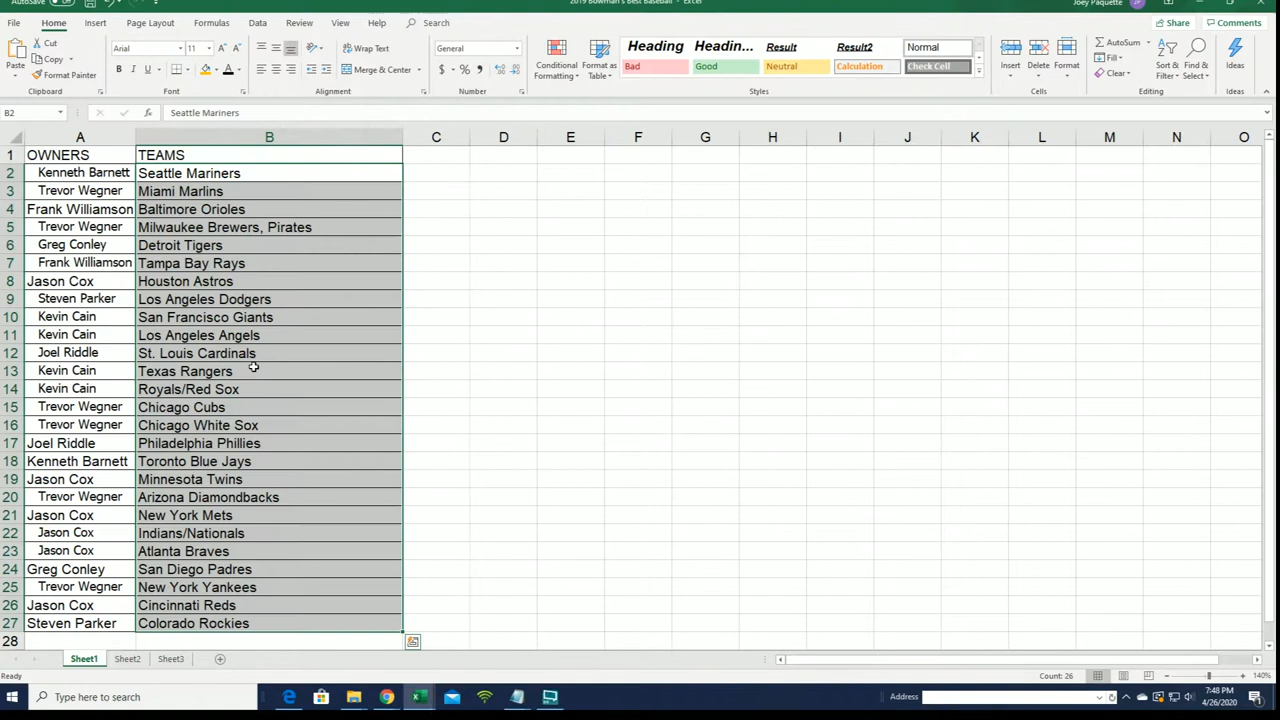 AutoSave
2019 Bowman's Best Baseball - Excel
Joey Paquette
JP
File Home Insert Page Layout Formulas Data Review View Help Search Share Comments
Cut
Copy
Format Painter
Paste
Clipboard
Arial 11
B I U
Font
Wrap Text
Merge & Center
Alignment
General
$ % ,
Number
Conditional Formatting
Format as Table
Heading Headin... Result Result2 Normal
Bad Good Neutral Calculation Check Cell
Styles
Insert Delete Format
Cells
AutoSum
Fill
Clear
Sort & Filter
Find & Select
Editing
Ideas
Ideas
B2 fx Seattle Mariners
A B C D E F G H I J K L M N O
1 OWNERS TEAMS
2 Kenneth Barnett Seattle Mariners
3 Trevor Wegner Miami Marlins
4 Frank Williamson Baltimore Orioles
5 Trevor Wegner Milwaukee Brewers, Pirates
6 Greg Conley Detroit Tigers
7 Frank Williamson Tampa Bay Rays
8 Jason Cox Houston Astros
9 Steven Parker Los Angeles Dodgers
10 Kevin Cain San Francisco Giants
11 Kevin Cain Los Angeles Angels
12 Joel Riddle St. Louis Cardinals
13 Kevin Cain Texas Rangers
14 Kevin Cain Royals/Red Sox
15 Trevor Wegner Chicago Cubs
16 Trevor Wegner Chicago White Sox
17 Joel Riddle Philadelphia Phillies
18 Kenneth Barnett Toronto Blue Jays
19 Jason Cox Minnesota Twins
20 Trevor Wegner Arizona Diamondbacks
21 Jason Cox New York Mets
22 Jason Cox Indians/Nationals
23 Jason Cox Atlanta Braves
24 Greg Conley San Diego Padres
25 Trevor Wegner New York Yankees
26 Jason Cox Cincinnati Reds
27 Steven Parker Colorado Rockies
28
Sheet1 Sheet2 Sheet3
Ready Count: 26 140%
Type here to search
Address
7:48 PM
4/26/2020